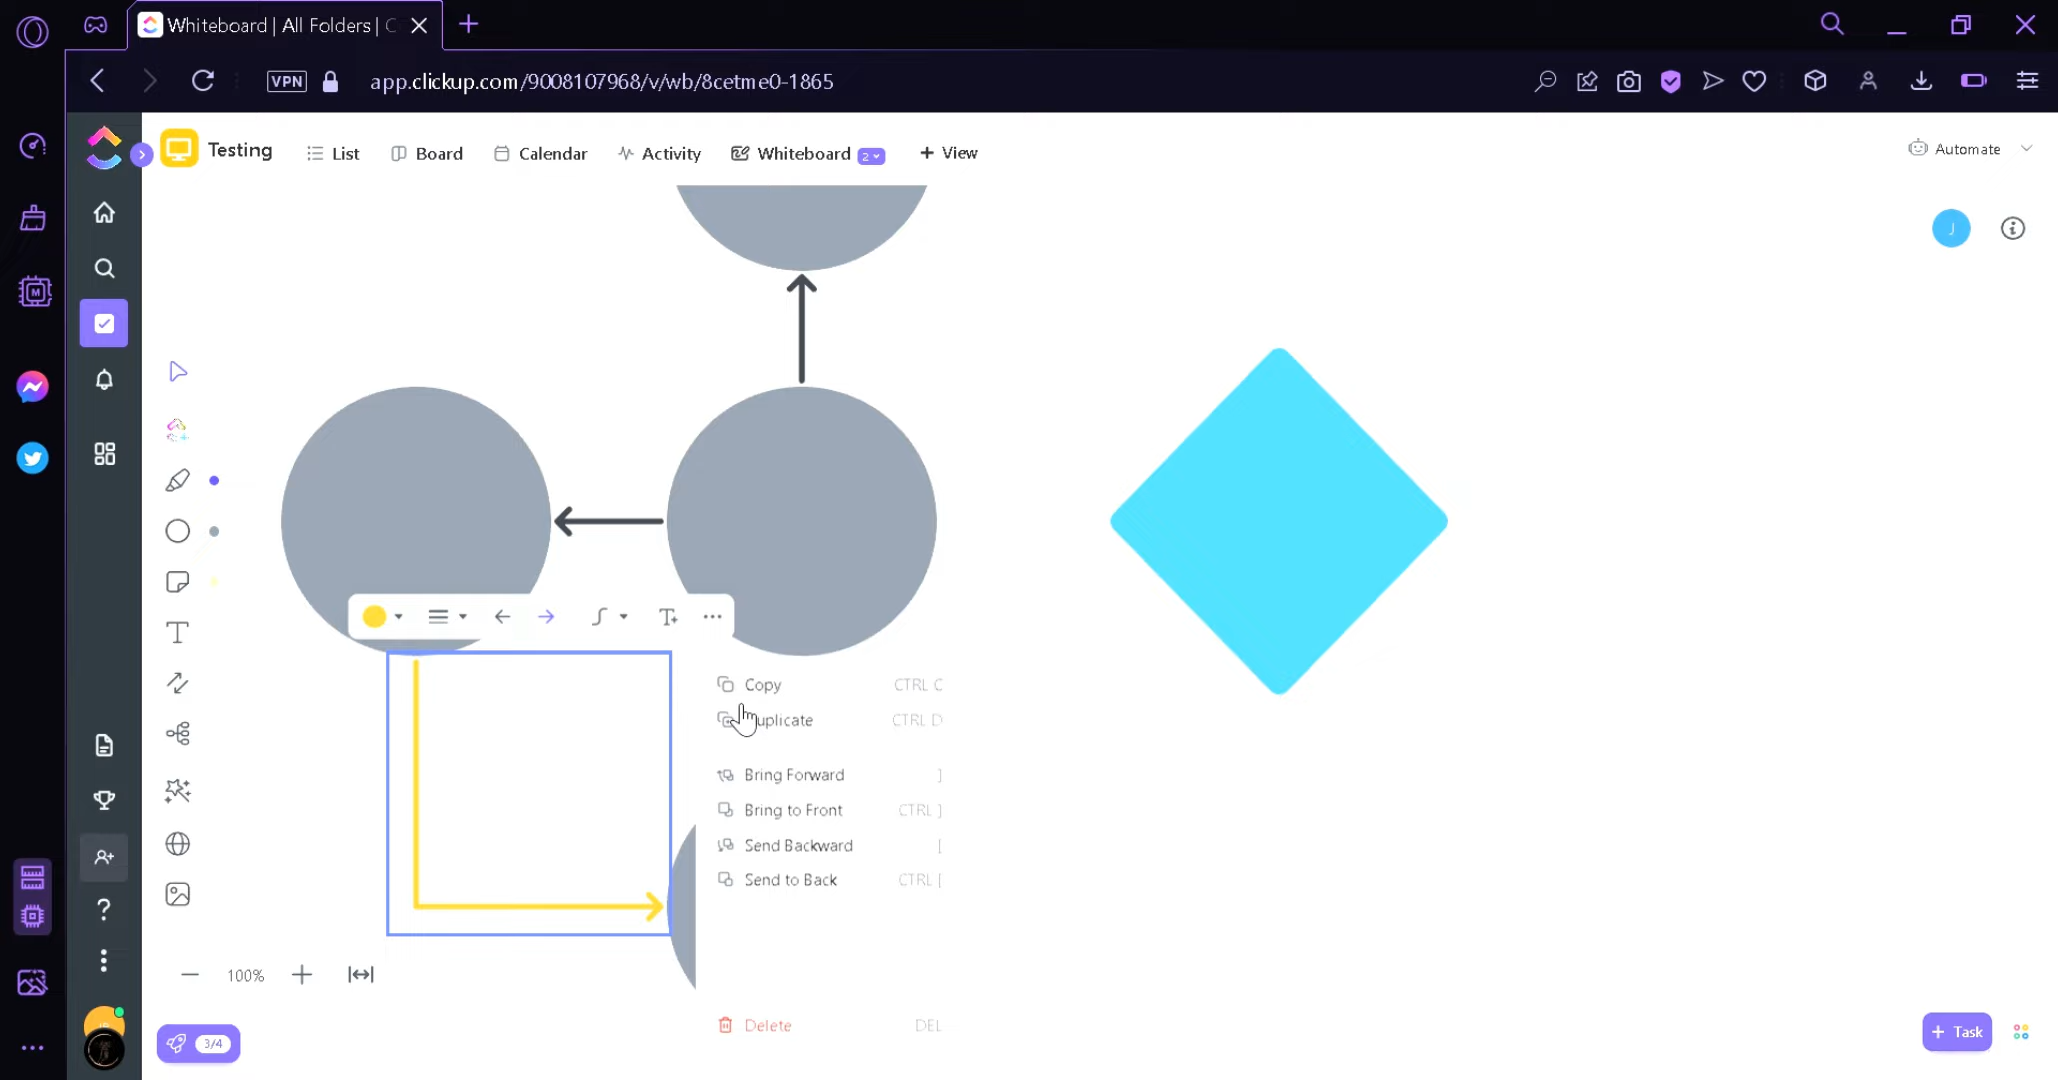 Whiteboard | All Folders | C
VPN
app.clickup.com/9008107968/v/wb/8cetme0-1865
Testing
List
Board
Calendar
Activity
Whiteboard
2
+ View
Automate
J
M
Copy CTRL C
uplicate CTRL D
Bring Forward ]
Bring to Front CTRL ]
Send Backward [
Send to Back CTRL [
100%
Delete DEL
3/4
+ Task